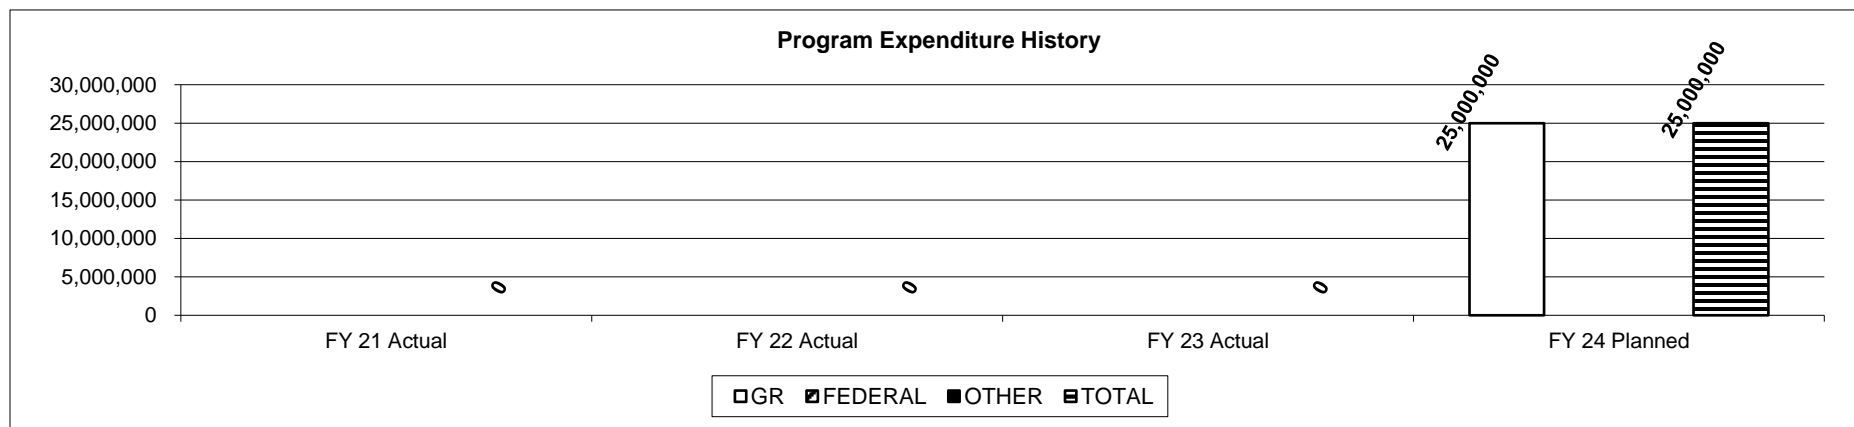 Program Expenditure History
30,000,000
25,000,000
20,000,000
15,000,000
10,000,000
5,000,000
0
0
0
0
25,000,000
25,000,000
FY 21 Actual
FY 22 Actual
FY 23 Actual
FY 24 Planned
GR FEDERAL OTHER TOTAL